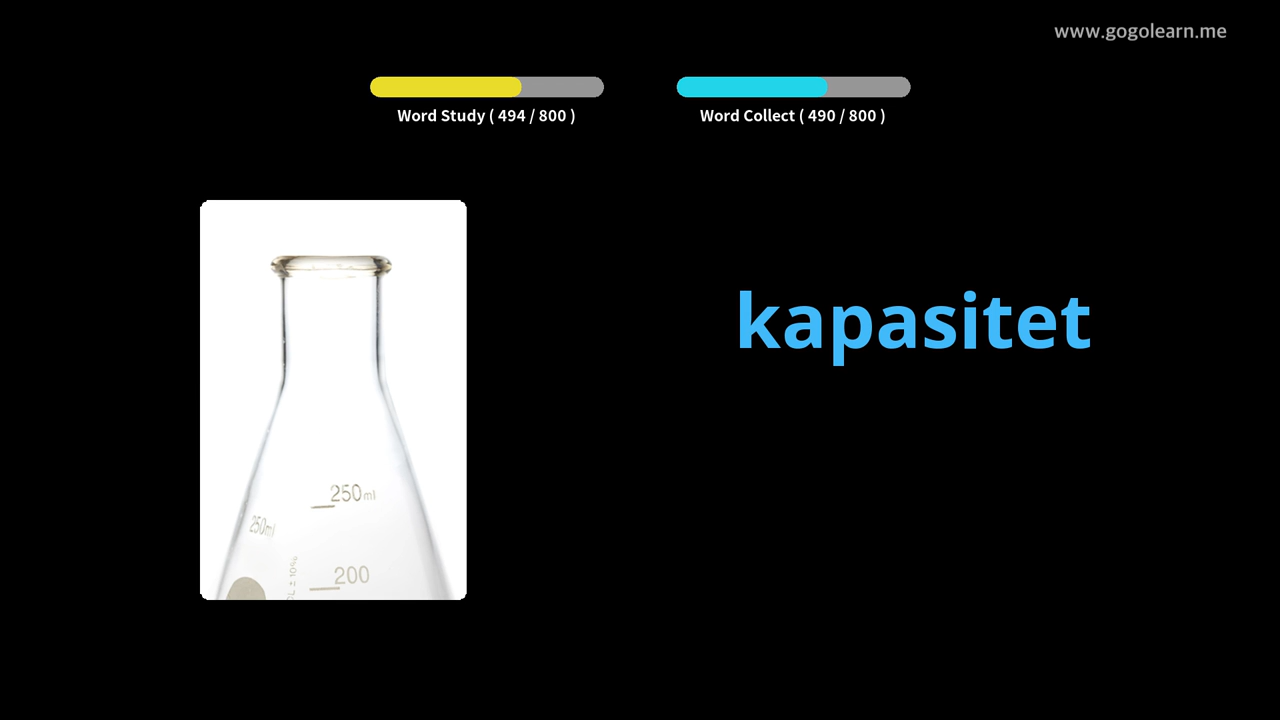 www.gogolearn.me
Word Study ( 494 / 800 )
Word Collect ( 490 / 800 )
kapasitet
250ml
250ml
200